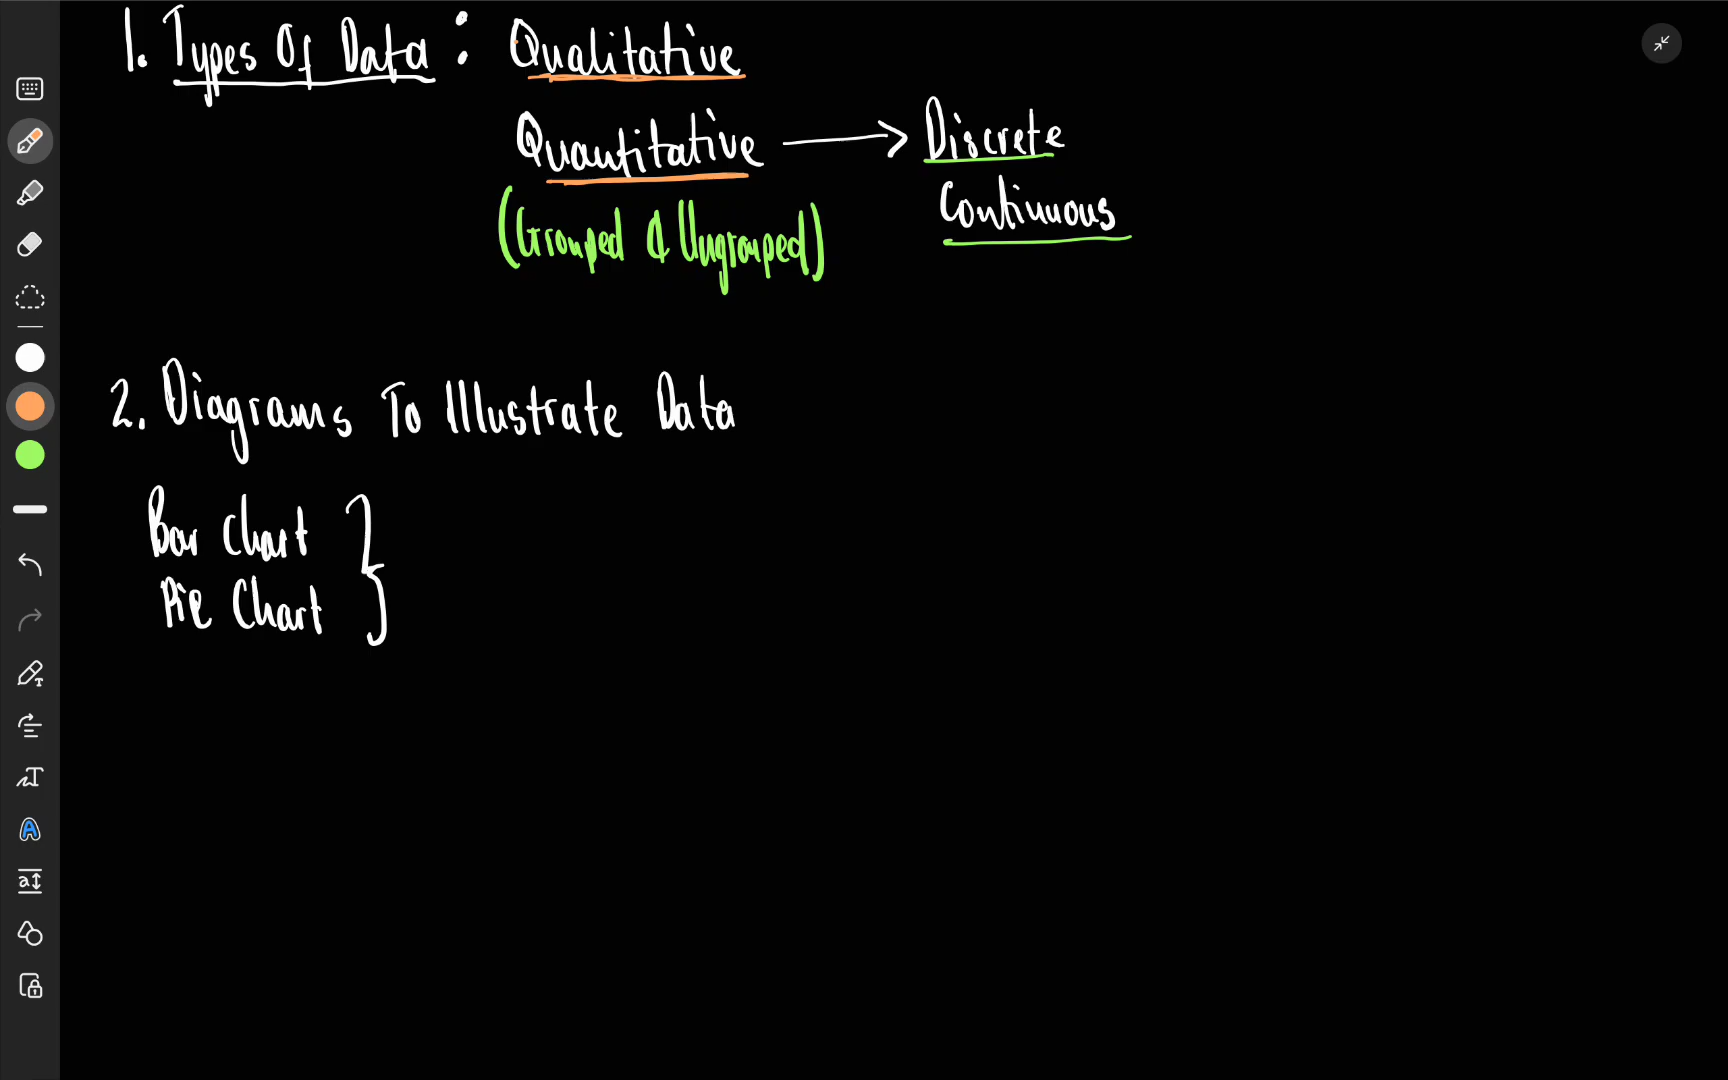 1. Types Of Data : Qualitative
Quantitative → Discrete
Continuous
(Grouped & Ungrouped)
2. Diagrams To Illustrate Data
Bar Chart }
Pie Chart